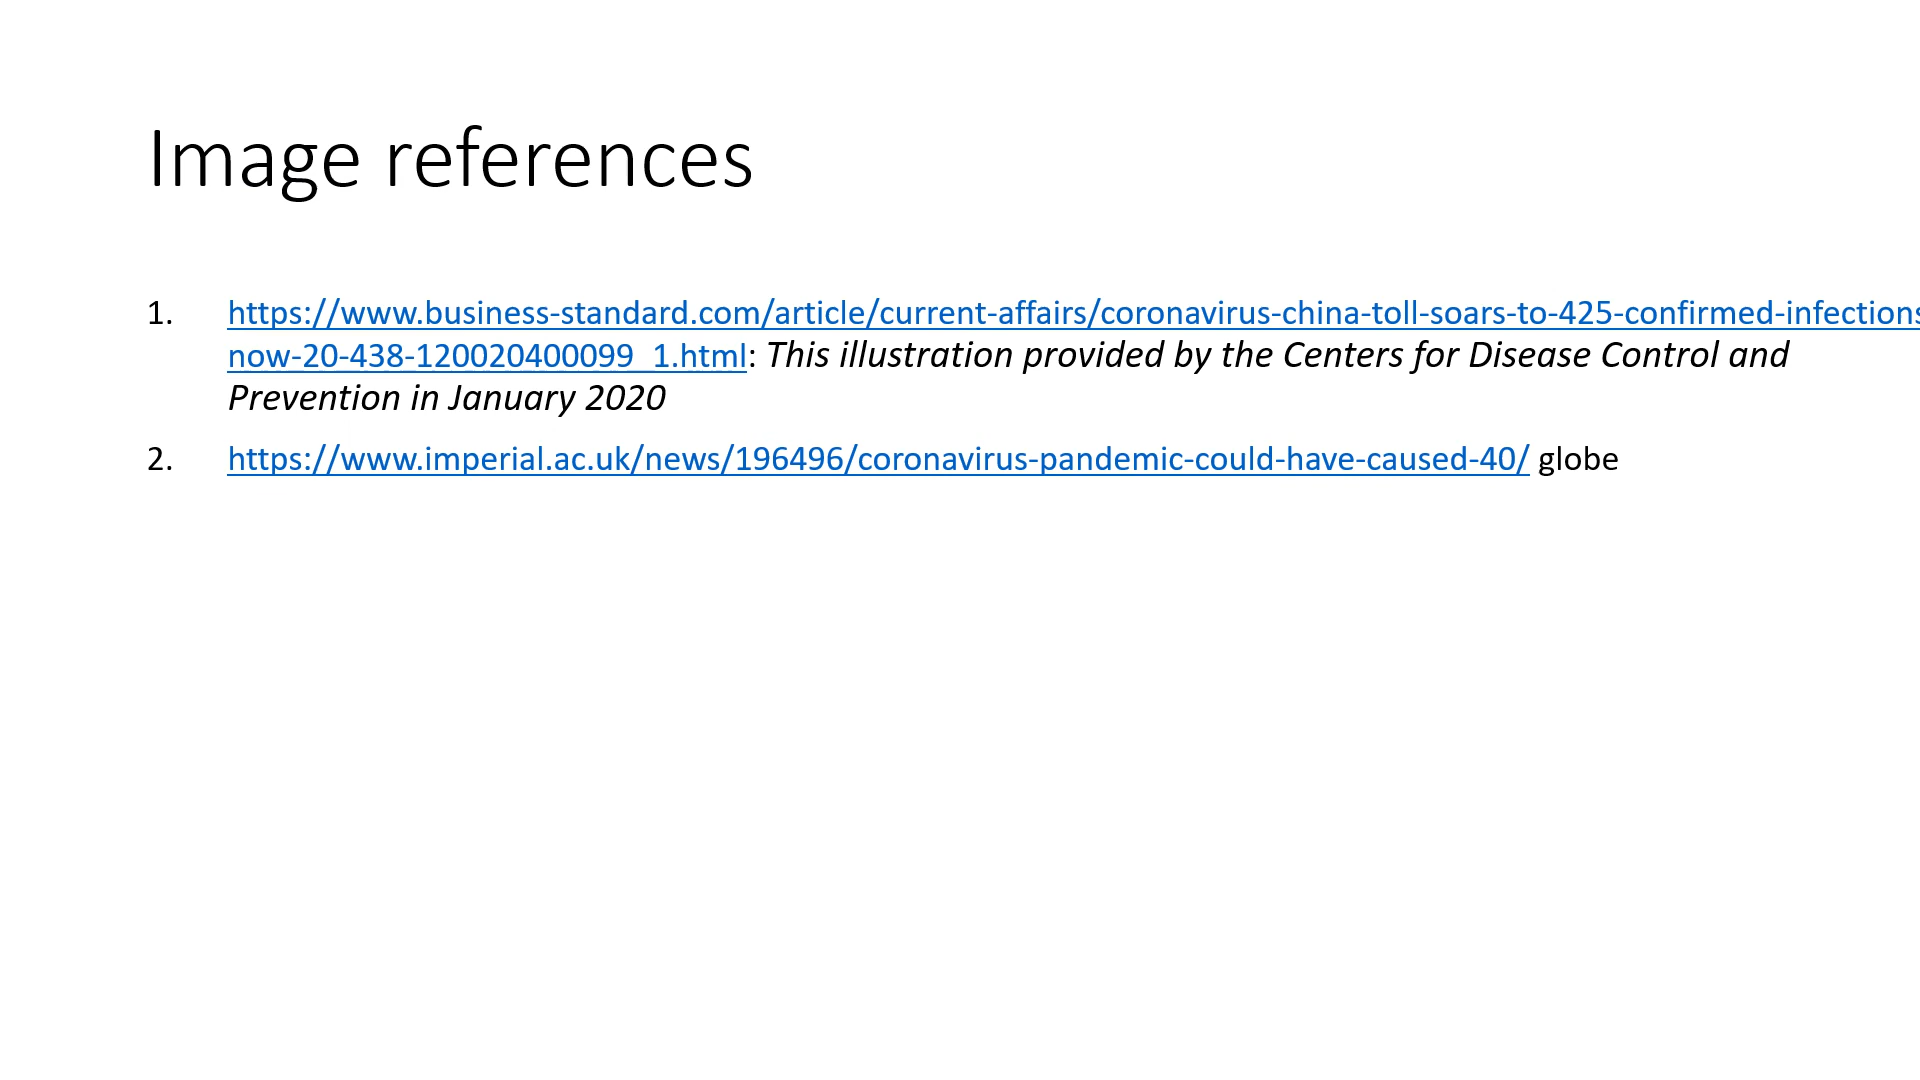 Image references
1. https://www.business-standard.com/article/current-affairs/coronavirus-china-toll-soars-to-425-confirmed-infections
now-20-438-120020400099_1.html: This illustration provided by the Centers for Disease Control and
Prevention in January 2020
2. https://www.imperial.ac.uk/news/196496/coronavirus-pandemic-could-have-caused-40/ globe